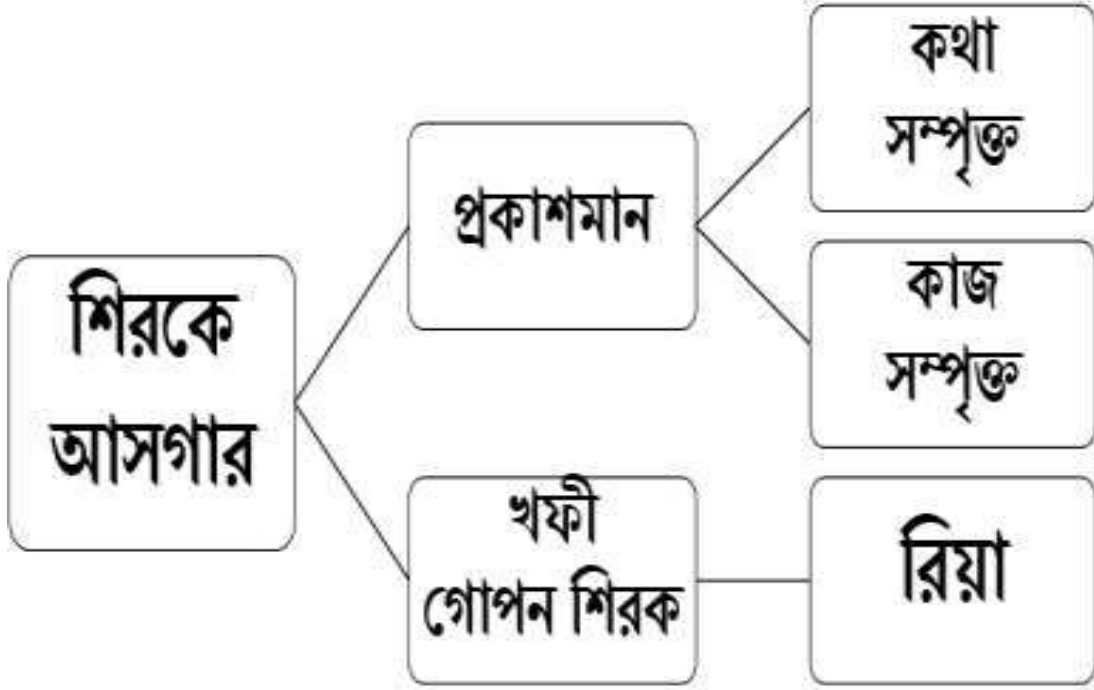 শিরকে
আসগার
প্রকাশমান
কথা
সম্পৃক্ত
কাজ
সম্পৃক্ত
খফী
গোপন শিরক
রিয়া